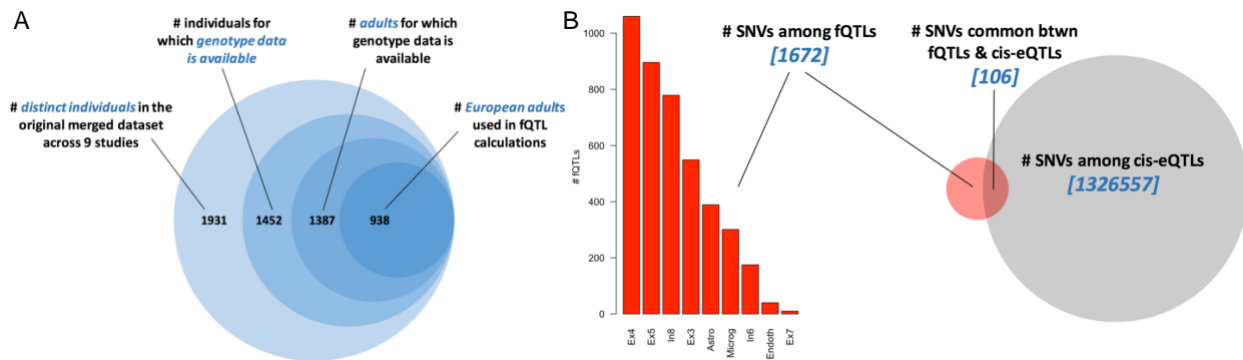 A
# individuals for
which genotype data
is available
# adults for which
genotype data is
available
# distinct individuals in the
original merged dataset
across 9 studies
# European adults
used in fQTL
calculations
1931
1452
1387
938
B
# fQTLs
1000
800
600
400
200
0
Ex4
Ex5
In8
Ex3
Astro
Microg
In6
Endoth
Ex7
# SNVs among fQTLs
[1672]
# SNVs common btwn
fQTLs & cis-eQTLs
[106]
# SNVs among cis-eQTLs
[1326557]